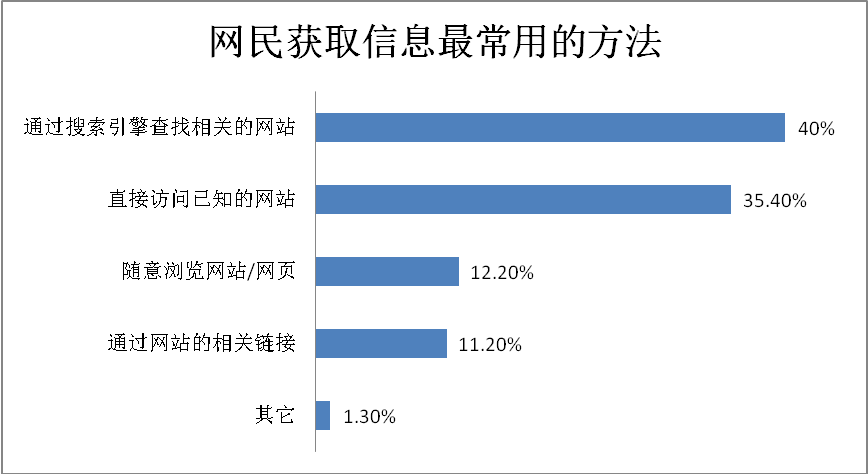 网民获取信息最常用的方法
通过搜索引擎查找相关的网站 40%
直接访问已知的网站 35.40%
随意浏览网站/网页 12.20%
通过网站的相关链接 11.20%
其它 1.30%